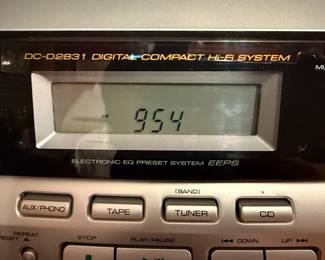 DC-D2831 DIGITAL COMPACT HI-FI SYSTEM
954
ELECTRONIC EQ PRESET SYSTEM EEPS
(BAND)
AUX/PHONO TAPE TUNER CD
REPEAT
STOP PLAY/PAUSE DOWN UP